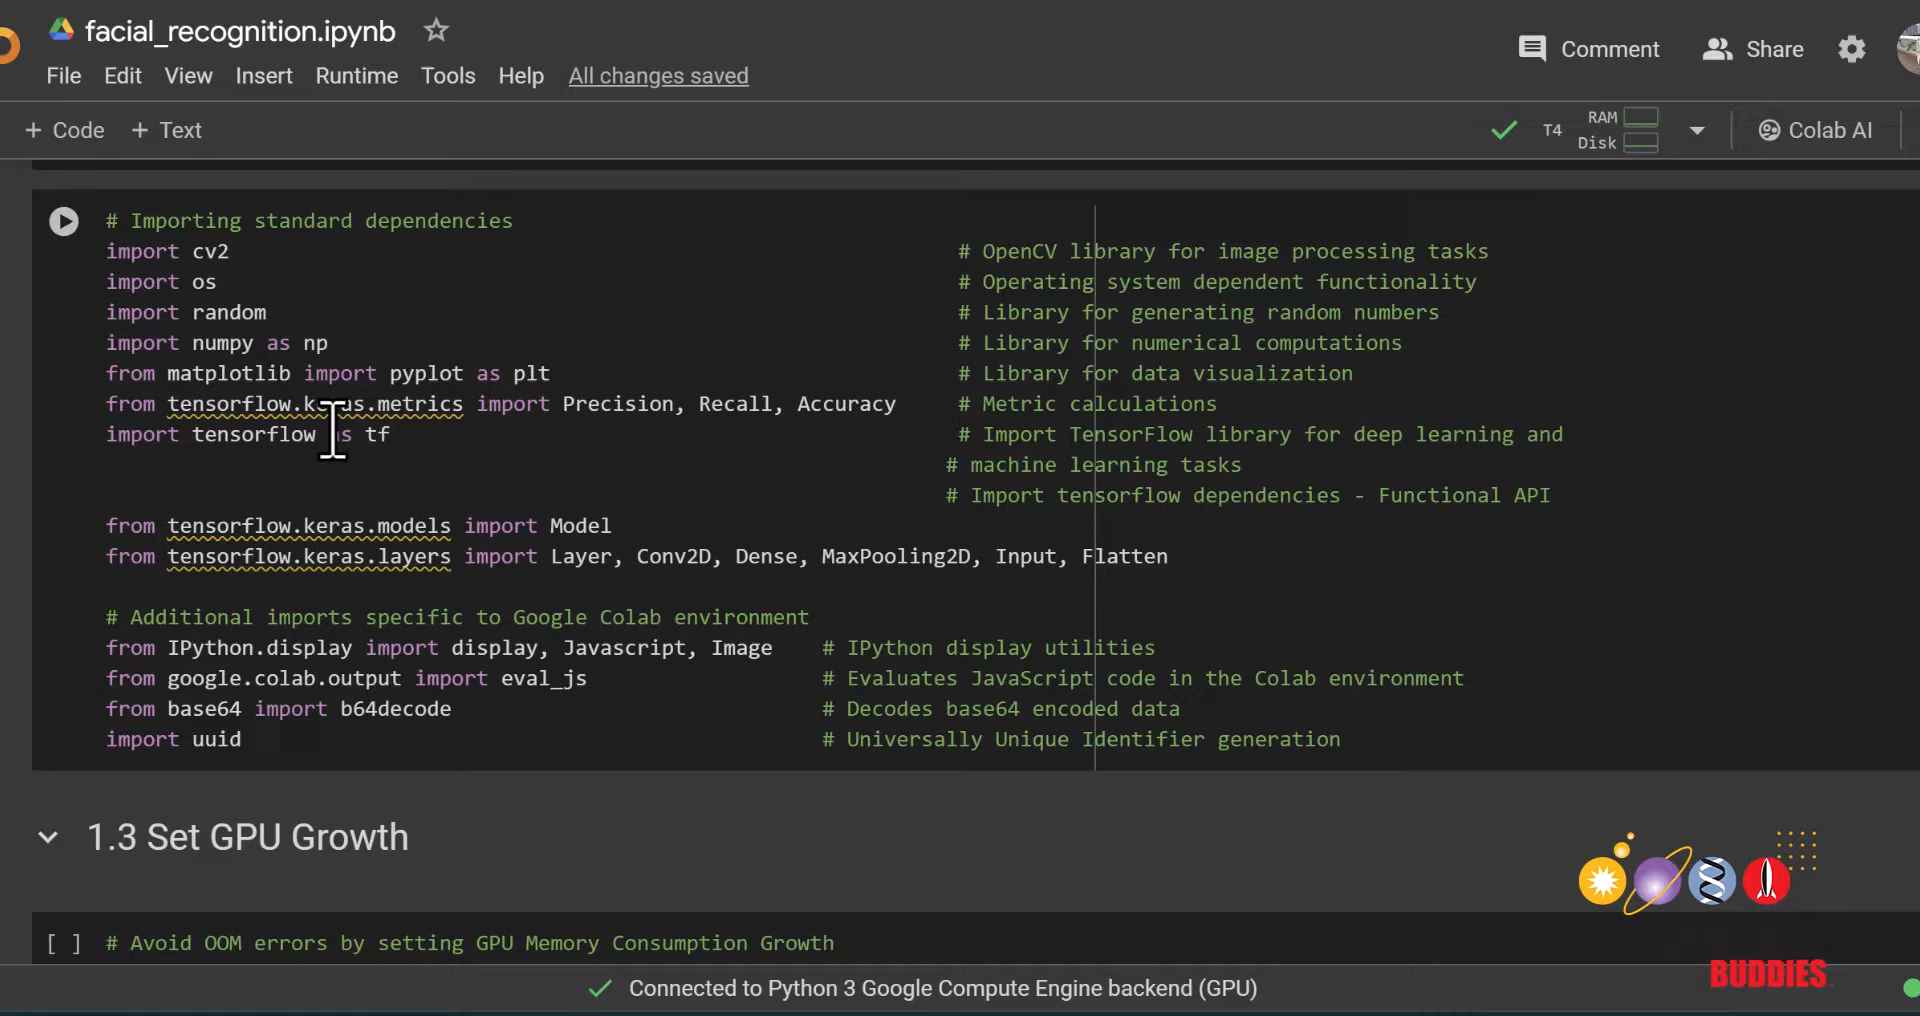 facial_recognition.ipynb
File Edit View Insert Runtime Tools Help All changes saved
Comment Share
+ Code + Text
T4 RAM Disk Colab AI
# Importing standard dependencies
import cv2 # OpenCV library for image processing tasks
import os # Operating system dependent functionality
import random # Library for generating random numbers
import numpy as np # Library for numerical computations
from matplotlib import pyplot as plt # Library for data visualization
from tensorflow.keras.metrics import Precision, Recall, Accuracy # Metric calculations
import tensorflow as tf # Import TensorFlow library for deep learning and
# machine learning tasks
# Import tensorflow dependencies - Functional API
from tensorflow.keras.models import Model
from tensorflow.keras.layers import Layer, Conv2D, Dense, MaxPooling2D, Input, Flatten
# Additional imports specific to Google Colab environment
from IPython.display import display, Javascript, Image # IPython display utilities
from google.colab.output import eval_js # Evaluates JavaScript code in the Colab environment
from base64 import b64decode # Decodes base64 encoded data
import uuid # Universally Unique Identifier generation
1.3 Set GPU Growth
[ ] # Avoid OOM errors by setting GPU Memory Consumption Growth
BUDDIES
Connected to Python 3 Google Compute Engine backend (GPU)